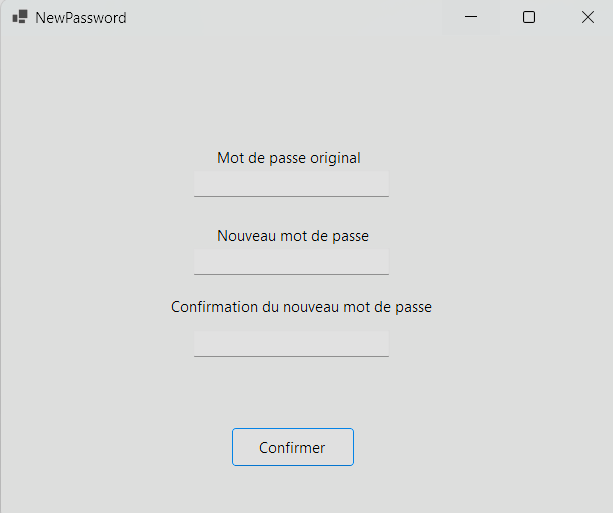 NewPassword
Mot de passe original
Nouveau mot de passe
Confirmation du nouveau mot de passe
Confirmer